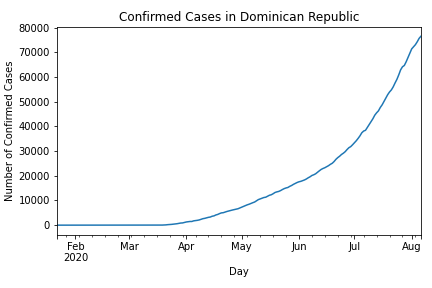 Confirmed Cases in Dominican Republic
80000
70000
60000
50000
40000
30000
20000
10000
0
Number of Confirmed Cases
Feb Mar Apr May Jun Jul Aug
2020
Day